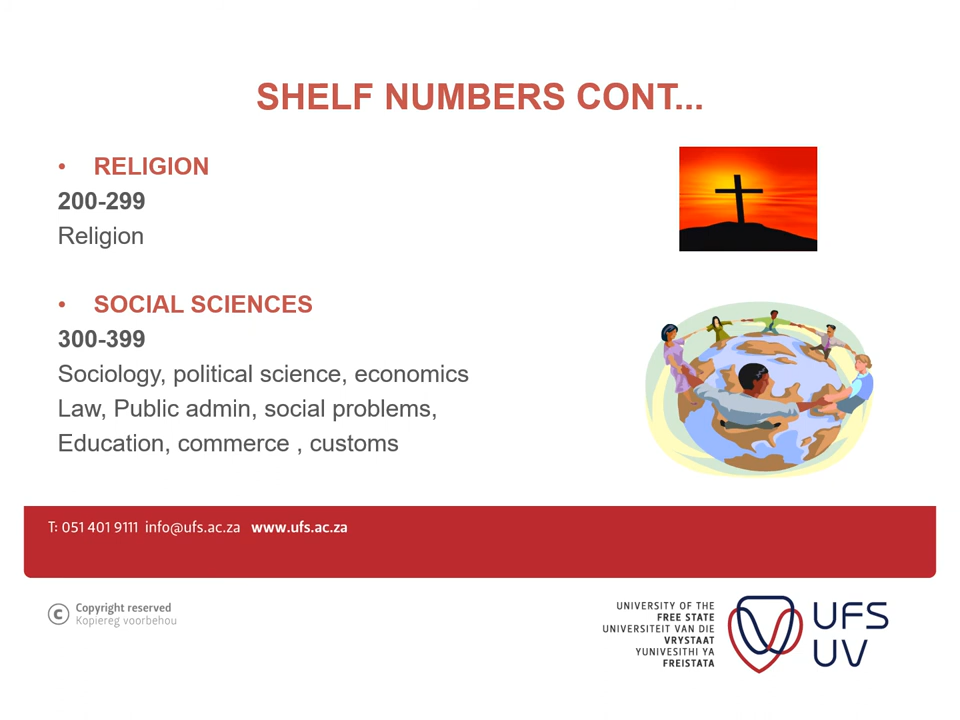 SHELF NUMBERS CONT...
• RELIGION
200-299
Religion
• SOCIAL SCIENCES
300-399
Sociology, political science, economics
Law, Public admin, social problems,
Education, commerce , customs
T: 051 401 9111 info@ufs.ac.za www.ufs.ac.za
© Copyright reserved
Kopiereg voorbehou
UNIVERSITY OF THE
FREE STATE
UNIVERSITEIT VAN DIE
VRYSTAAT
YUNIVESITHI YA
FREISTATA
UFS
UV